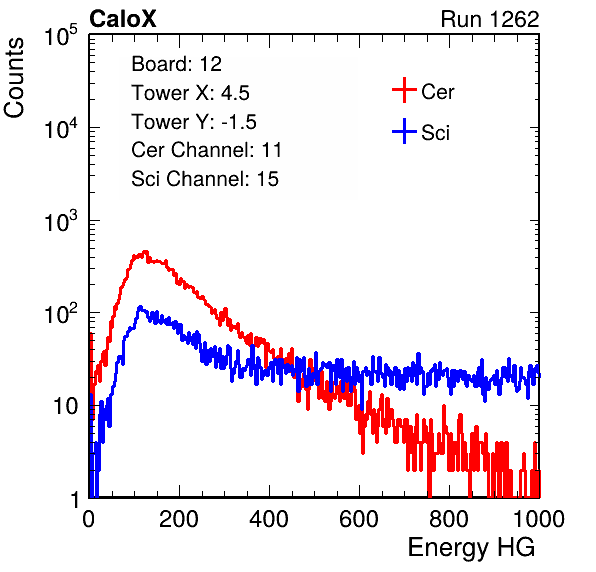 CaloX Run 1262
Counts
Board: 12
Tower X: 4.5
Tower Y: -1.5
Cer Channel: 11
Sci Channel: 15
Cer
Sci
10^5
10^4
10^3
10^2
10
1
0 200 400 600 800 1000
Energy HG